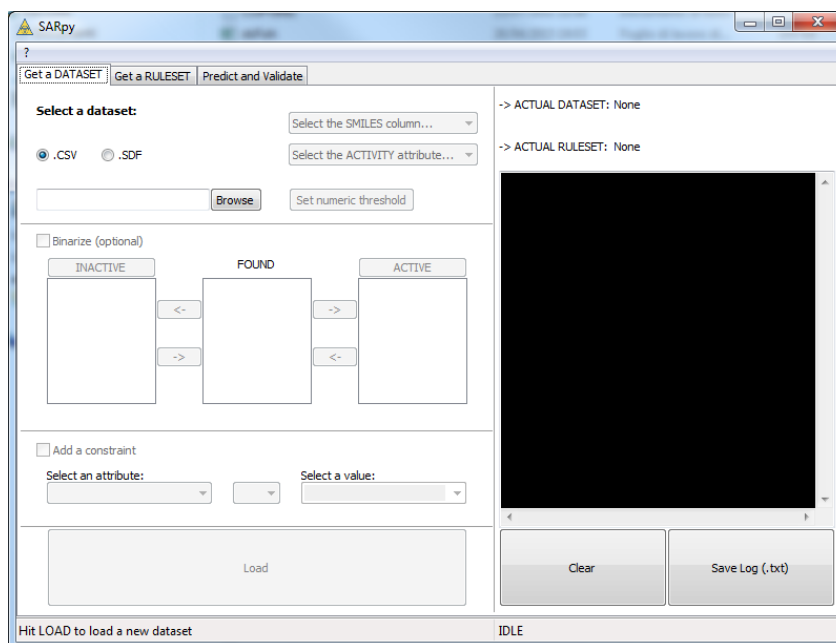 SARpy
?
Get a DATASET Get a RULESET Predict and Validate
Select a dataset:
Select the SMILES column...
.CSV .SDF
Select the ACTIVITY attribute...
Browse
Set numeric threshold
Binarize (optional)
INACTIVE FOUND ACTIVE
<- ->
-> <-
Add a constraint
Select an attribute: Select a value:
Load
-> ACTUAL DATASET: None
-> ACTUAL RULESET: None
Clear Save Log (.txt)
Hit LOAD to load a new dataset IDLE